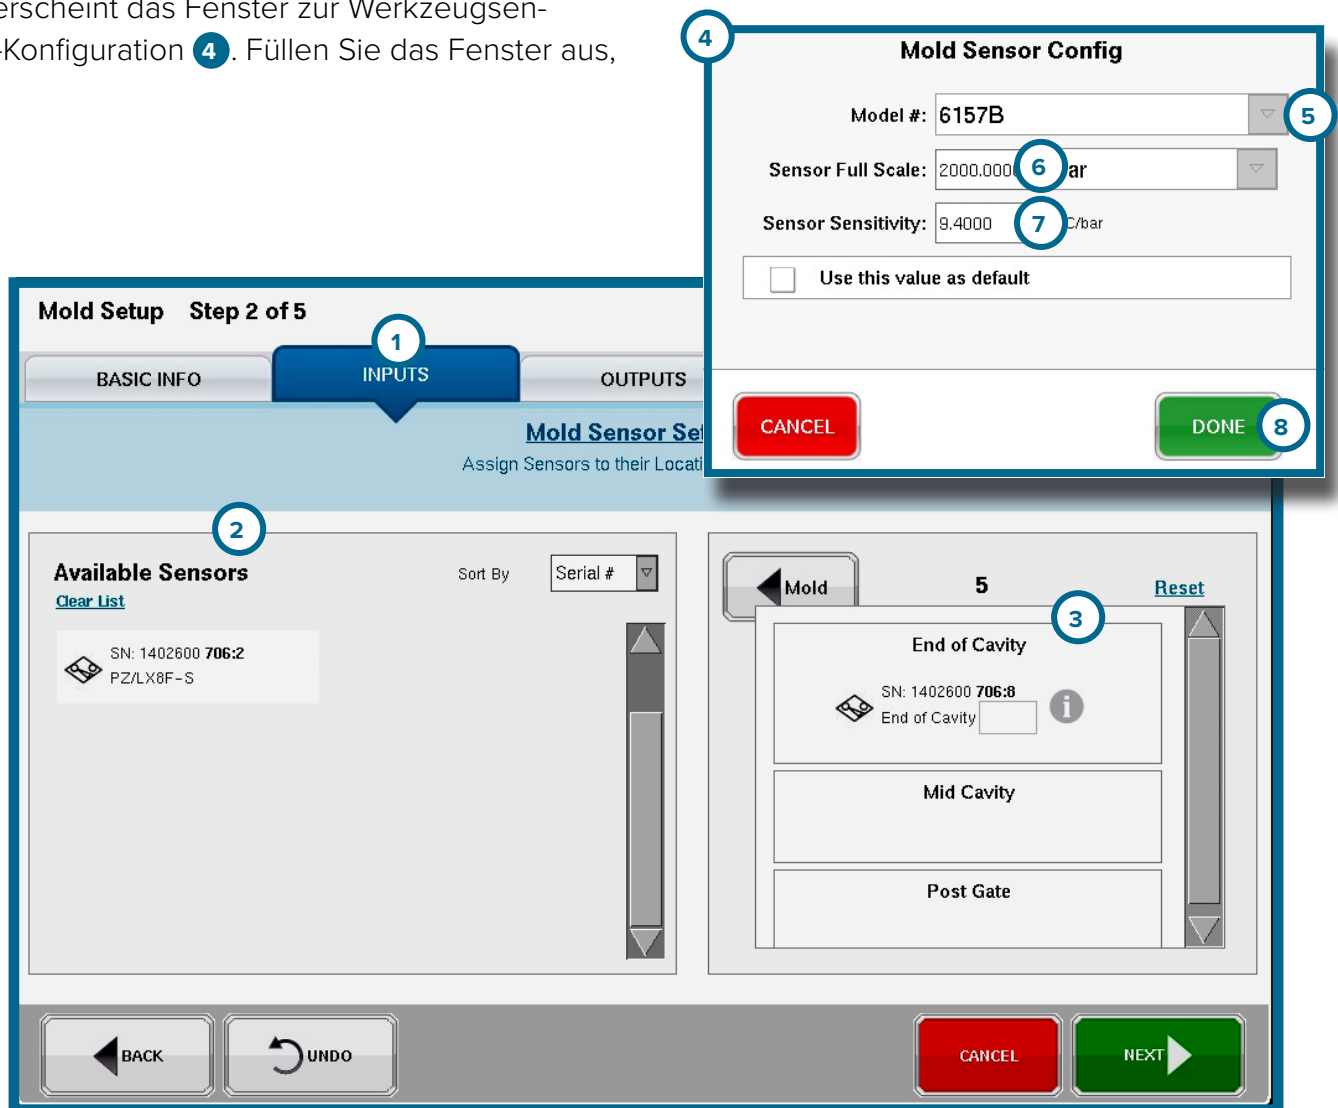 erscheint das Fenster zur Werkzeugsen-
-Konfiguration 4. Füllen Sie das Fenster aus,
4
Mold Sensor Config
Model #: 6157B
5
Sensor Full Scale: 2000.000 6 ar
Sensor Sensitivity: 9.4000 7 C/bar
Use this value as default
CANCEL
DONE 8
Mold Setup Step 2 of 5
1
BASIC INFO
INPUTS
OUTPUTS
Mold Sensor Se
Assign Sensors to their Locati
2
Available Sensors
Clear List
Sort By
Serial #
SN: 1402600 706:2
PZ/LX8F-S
Mold
5
Reset
3
End of Cavity
SN: 1402600 706:8
End of Cavity
i
Mid Cavity
Post Gate
BACK
UNDO
CANCEL
NEXT